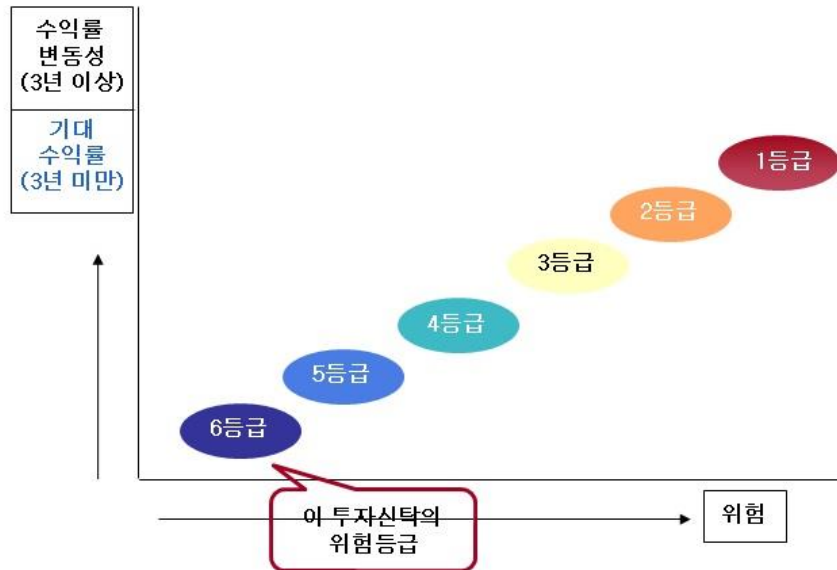 수익률
변동성
(3년 이상)
기대
수익률
(3년 미만)
1등급
2등급
3등급
4등급
5등급
6등급
이 투자신탁의
위험등급
위험